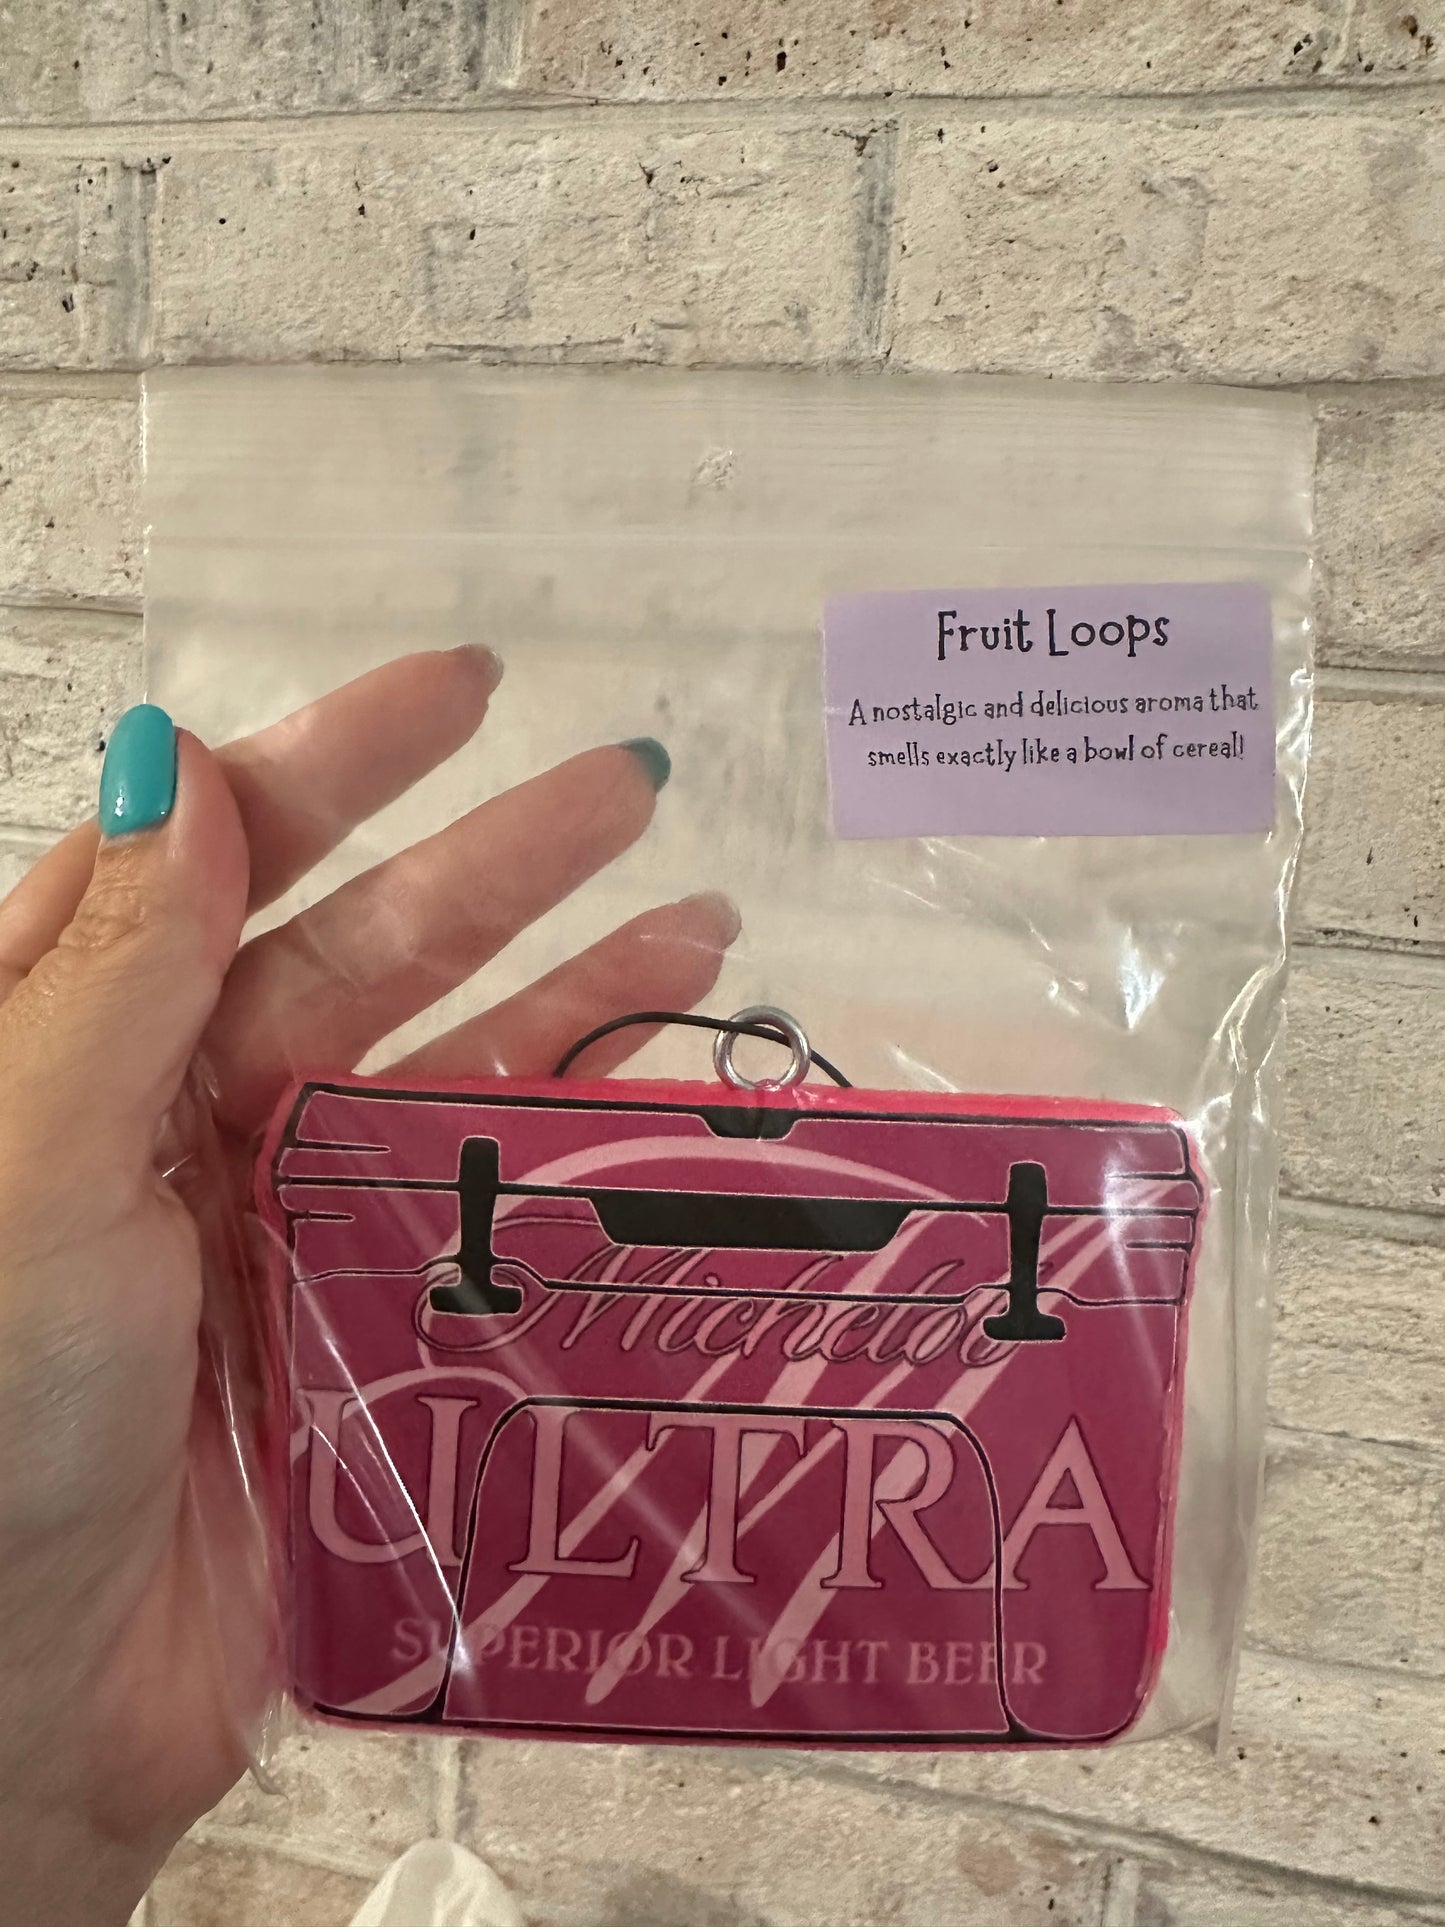 Fruit Loops
A nostalgic and delicious aroma that
smells exactly like a bowl of cereal!
Michelob
ULTRA
SUPERIOR LIGHT BEER